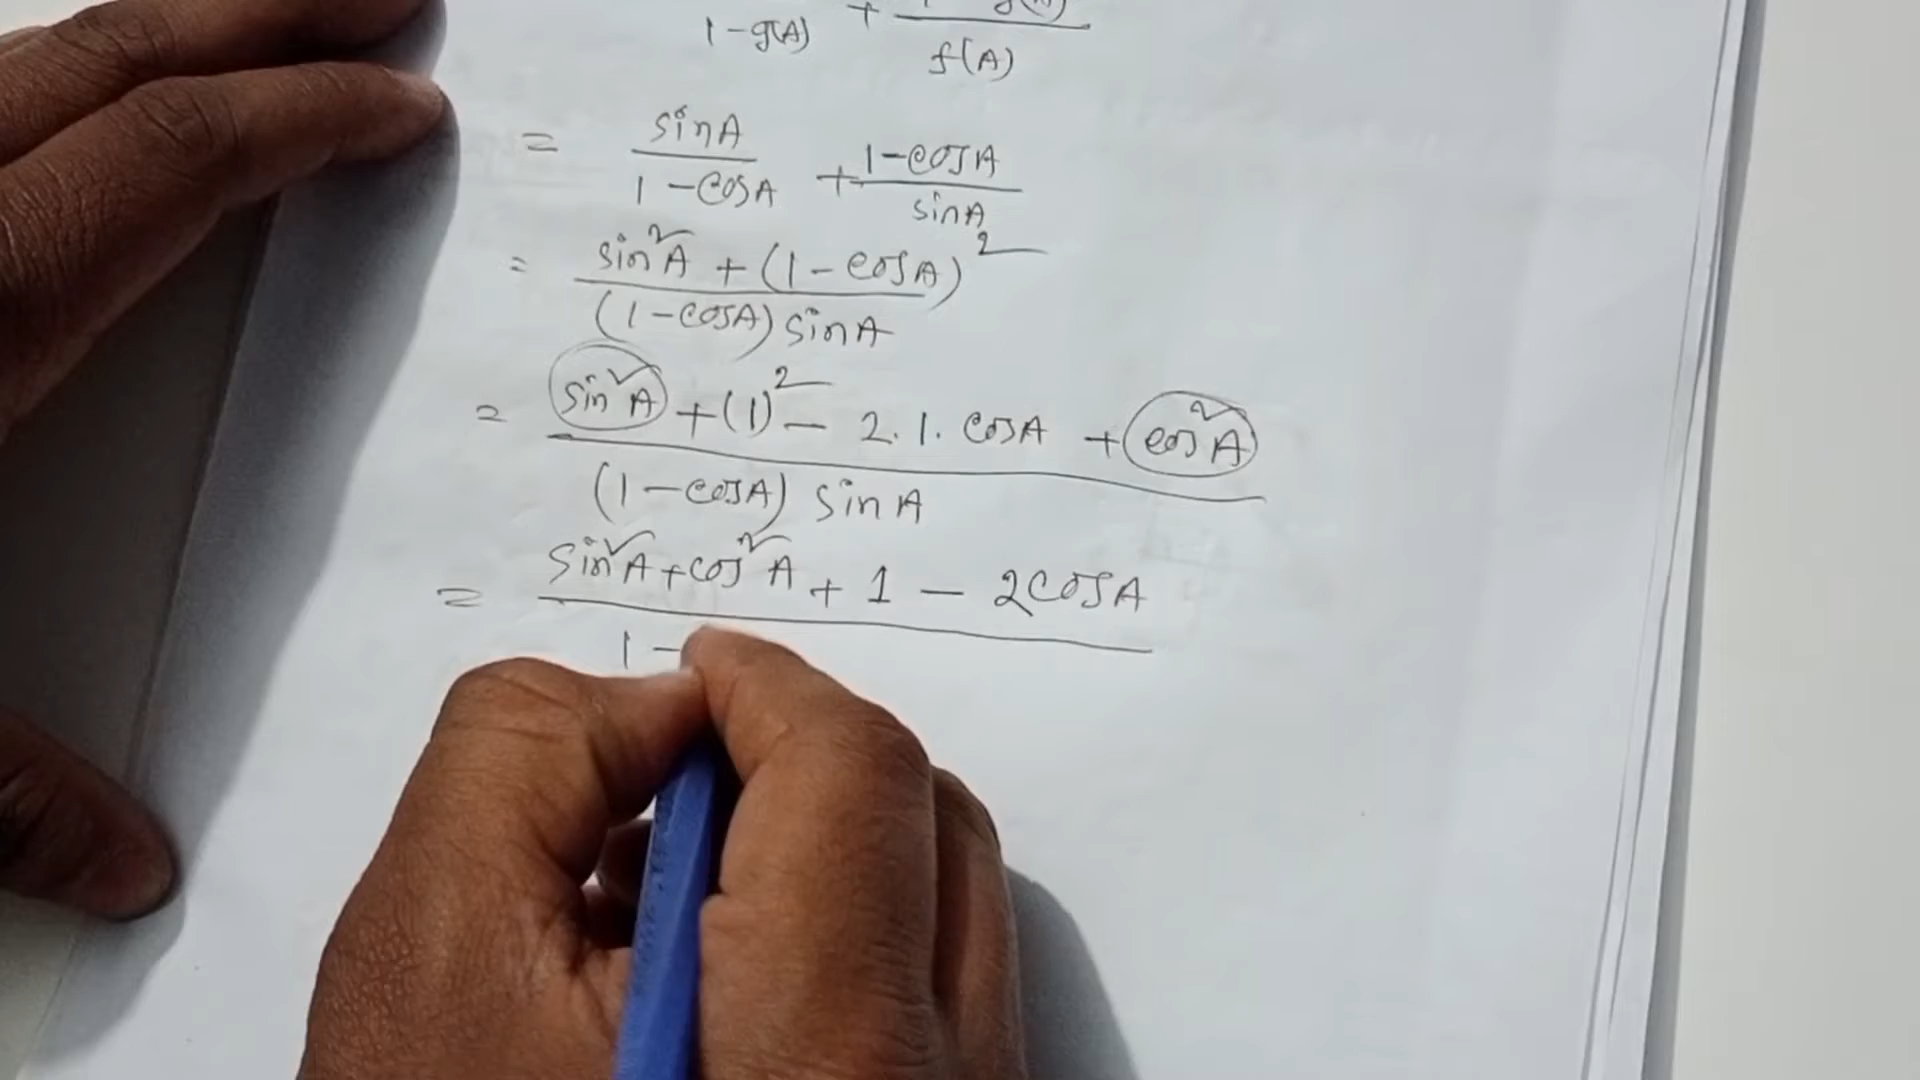 1-g(A) + f(A)
= sinA/1-cosA + 1-cosA/sinA
= sin²A + (1-cosA)²
(1-cosA) sinA
= sin²A + (1)² - 2.1. cosA + cos²A
(1-cosA) sinA
= sin²A + cos²A + 1 - 2cosA
1-